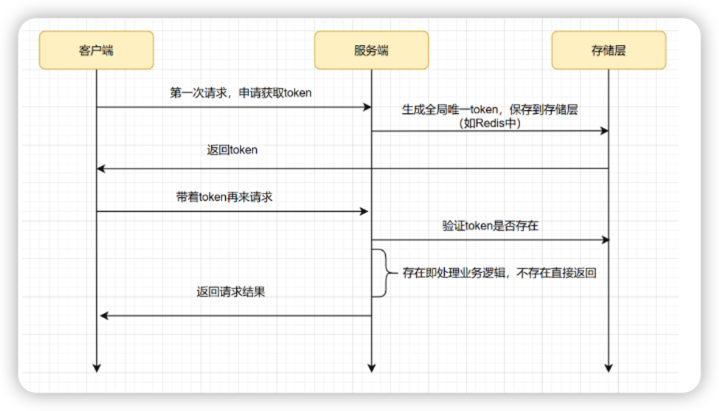 客户端
服务端
存储层
第一次请求，申请获取token
生成全局唯一token，保存到存储层
（如Redis中）
返回token
带着token再来请求
验证token是否存在
存在即处理业务逻辑，不存在直接返回
返回请求结果